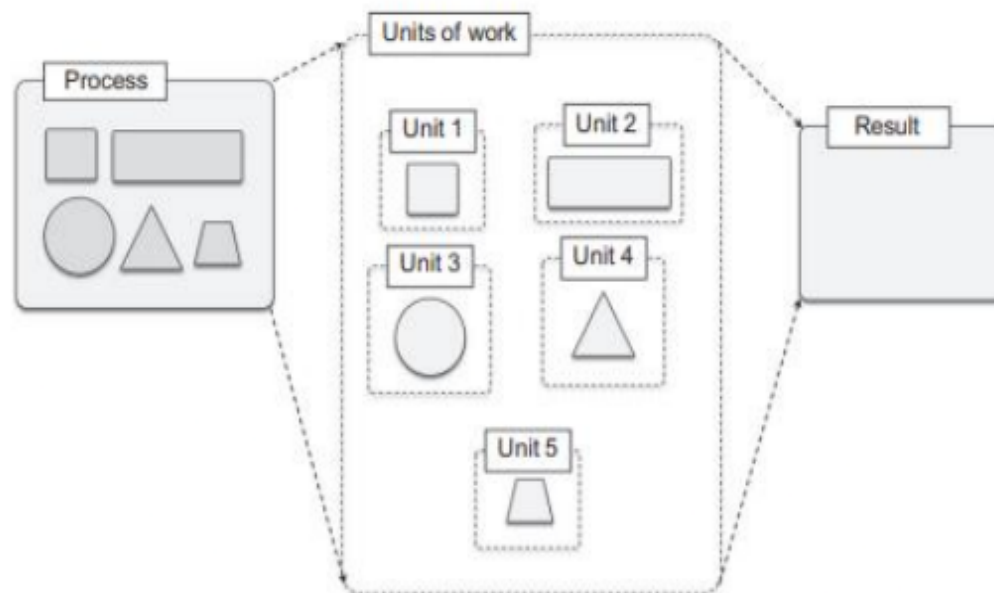 Units of work
Process
Unit 1
Unit 2
Result
Unit 3
Unit 4
Unit 5